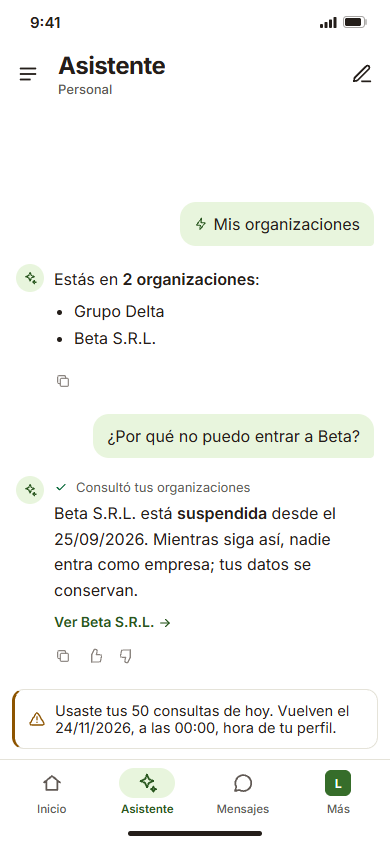 9:41
Asistente
Personal
Mis organizaciones
Estás en 2 organizaciones:
• Grupo Delta
• Beta S.R.L.
¿Por qué no puedo entrar a Beta?
Consultó tus organizaciones
Beta S.R.L. está suspendida desde el
25/09/2026. Mientras siga así, nadie
entra como empresa; tus datos se
conservan.
Ver Beta S.R.L. →
Usaste tus 50 consultas de hoy. Vuelven el
24/11/2026, a las 00:00, hora de tu perfil.
L
Inicio
Asistente
Mensajes
Más